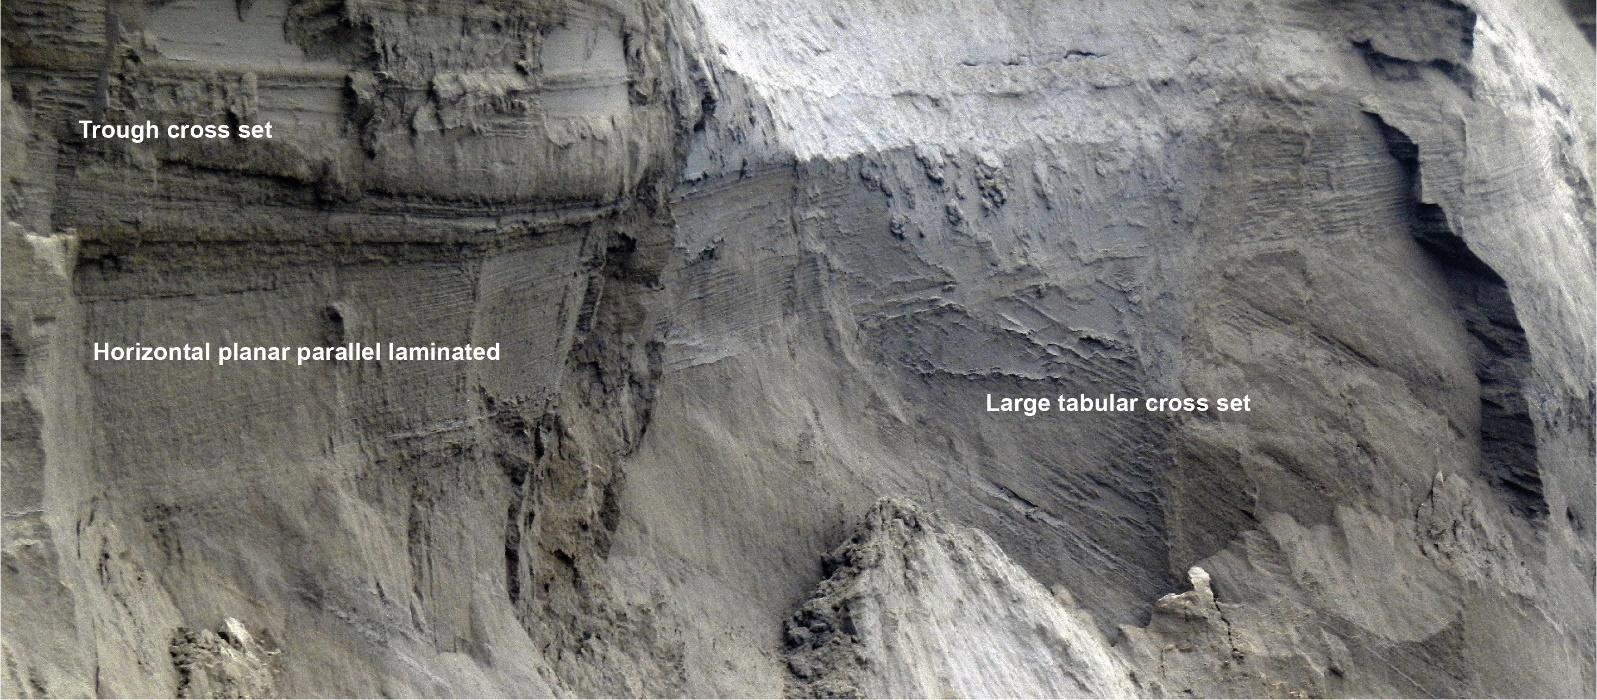 Trough cross set
Horizontal planar parallel laminated
Large tabular cross set